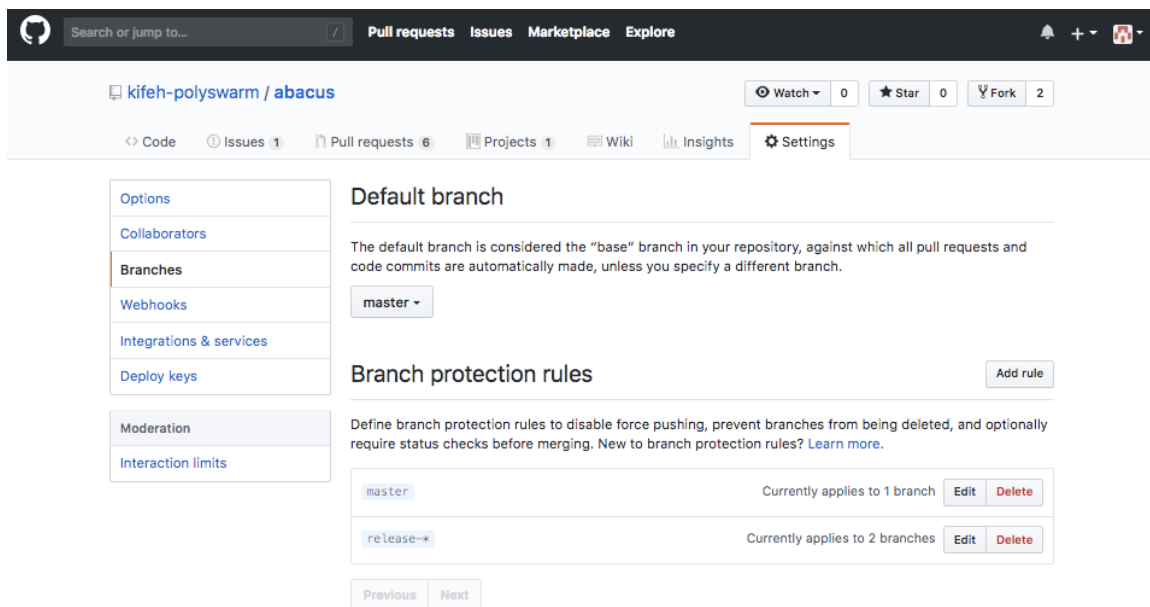 Search or jump to... / Pull requests Issues Marketplace Explore
kifeh-polyswarm / abacus Watch 0 Star 0 Fork 2
Code Issues 1 Pull requests 6 Projects 1 Wiki Insights Settings
Options
Collaborators
Branches
Webhooks
Integrations & services
Deploy keys
Moderation
Interaction limits
Default branch
The default branch is considered the “base” branch in your repository, against which all pull requests and
code commits are automatically made, unless you specify a different branch.
master
Branch protection rules Add rule
Define branch protection rules to disable force pushing, prevent branches from being deleted, and optionally
require status checks before merging. New to branch protection rules? Learn more.
master Currently applies to 1 branch Edit Delete
release-* Currently applies to 2 branches Edit Delete
Previous Next